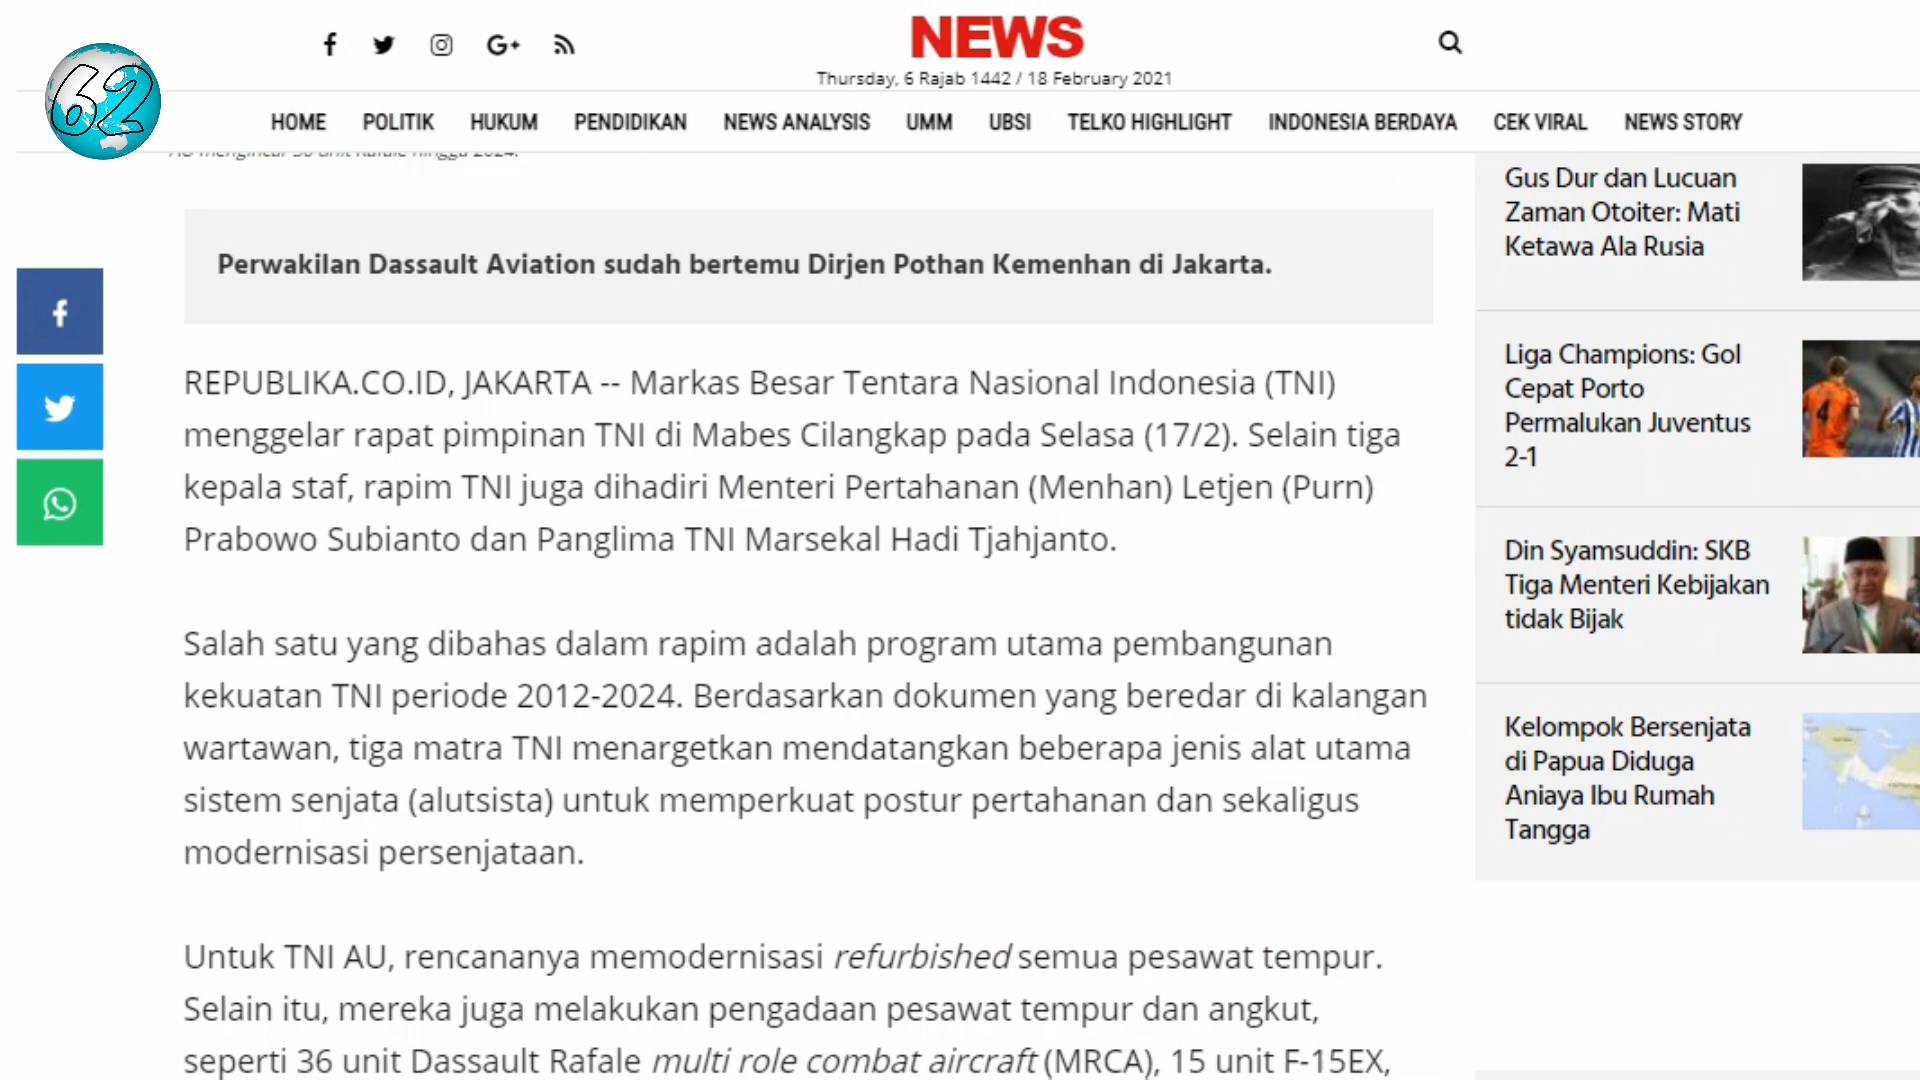 NEWS
Thursday, 6 Rajab 1442 / 18 February 2021
62
HOME POLITIK HUKUM PENDIDIKAN NEWS ANALYSIS UMM UBSI TELKO HIGHLIGHT INDONESIA BERDAYA CEK VIRAL NEWS STORY
Perwakilan Dassault Aviation sudah bertemu Dirjen Pothan Kemenhan di Jakarta.
REPUBLIKA.CO.ID, JAKARTA -- Markas Besar Tentara Nasional Indonesia (TNI)
menggelar rapat pimpinan TNI di Mabes Cilangkap pada Selasa (17/2). Selain tiga
kepala staf, rapim TNI juga dihadiri Menteri Pertahanan (Menhan) Letjen (Purn)
Prabowo Subianto dan Panglima TNI Marsekal Hadi Tjahjanto.
Salah satu yang dibahas dalam rapim adalah program utama pembangunan
kekuatan TNI periode 2012-2024. Berdasarkan dokumen yang beredar di kalangan
wartawan, tiga matra TNI menargetkan mendatangkan beberapa jenis alat utama
sistem senjata (alutsista) untuk memperkuat postur pertahanan dan sekaligus
modernisasi persenjataan.
Untuk TNI AU, rencananya memodernisasi refurbished semua pesawat tempur.
Selain itu, mereka juga melakukan pengadaan pesawat tempur dan angkut,
seperti 36 unit Dassault Rafale multi role combat aircraft (MRCA), 15 unit F-15EX,
Gus Dur dan Lucuan
Zaman Otoiter: Mati
Ketawa Ala Rusia
Liga Champions: Gol
Cepat Porto
Permalukan Juventus
2-1
Din Syamsuddin: SKB
Tiga Menteri Kebijakan
tidak Bijak
Kelompok Bersenjata
di Papua Diduga
Aniaya Ibu Rumah
Tangga